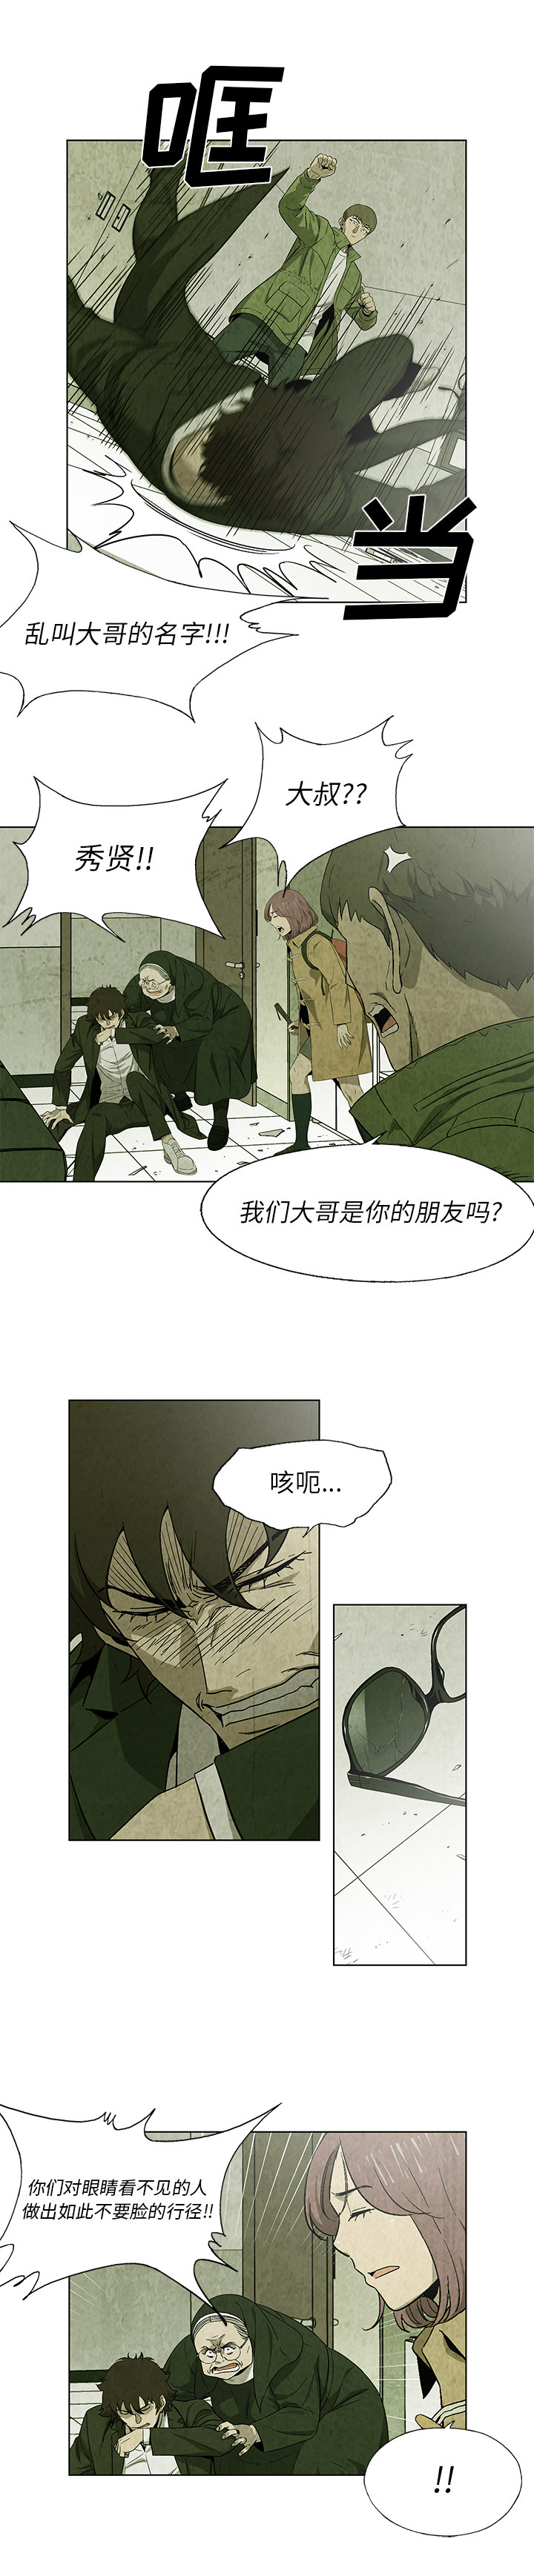 哐
当
乱叫大哥的名字!!!
大叔??
秀贤!!
我们大哥是你的朋友吗?
咳呃...
你们对眼睛看不见的人
做出如此不要脸的行径!!
!!